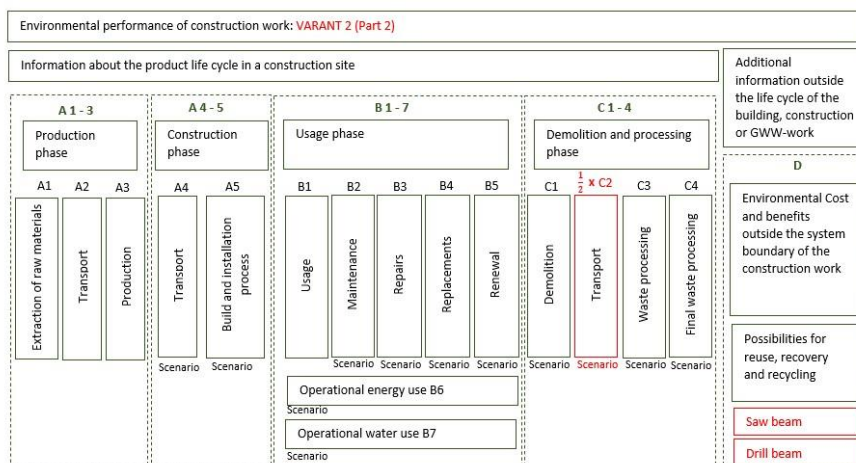 Environmental performance of construction work: VARANT 2 (Part 2)
Information about the product life cycle in a construction site
Additional
information outside
the life cycle of the
building, construction
or GWW-work
A 1 - 3
A 4 - 5
B 1 - 7
C 1 - 4
D
Production
phase
Construction
phase
Usage phase
Demolition and processing
phase
A1
A2
A3
A4
A5
B1
B2
B3
B4
B5
C1
1/2 x C2
C3
C4
Extraction of raw materials
Transport
Production
Transport
Build and installation
process
Usage
Maintenance
Repairs
Replacements
Renewal
Demolition
Transport
Waste processing
Final waste processing
Scenario
Scenario
Scenario
Scenario
Scenario
Scenario
Scenario
Scenario
Scenario
Scenario
Operational energy use B6
Scenario
Operational water use B7
Scenario
Environmental Cost
and benefits
outside the system
boundary of the
construction work
Possibilities for
reuse, recovery
and recycling
Saw beam
Drill beam